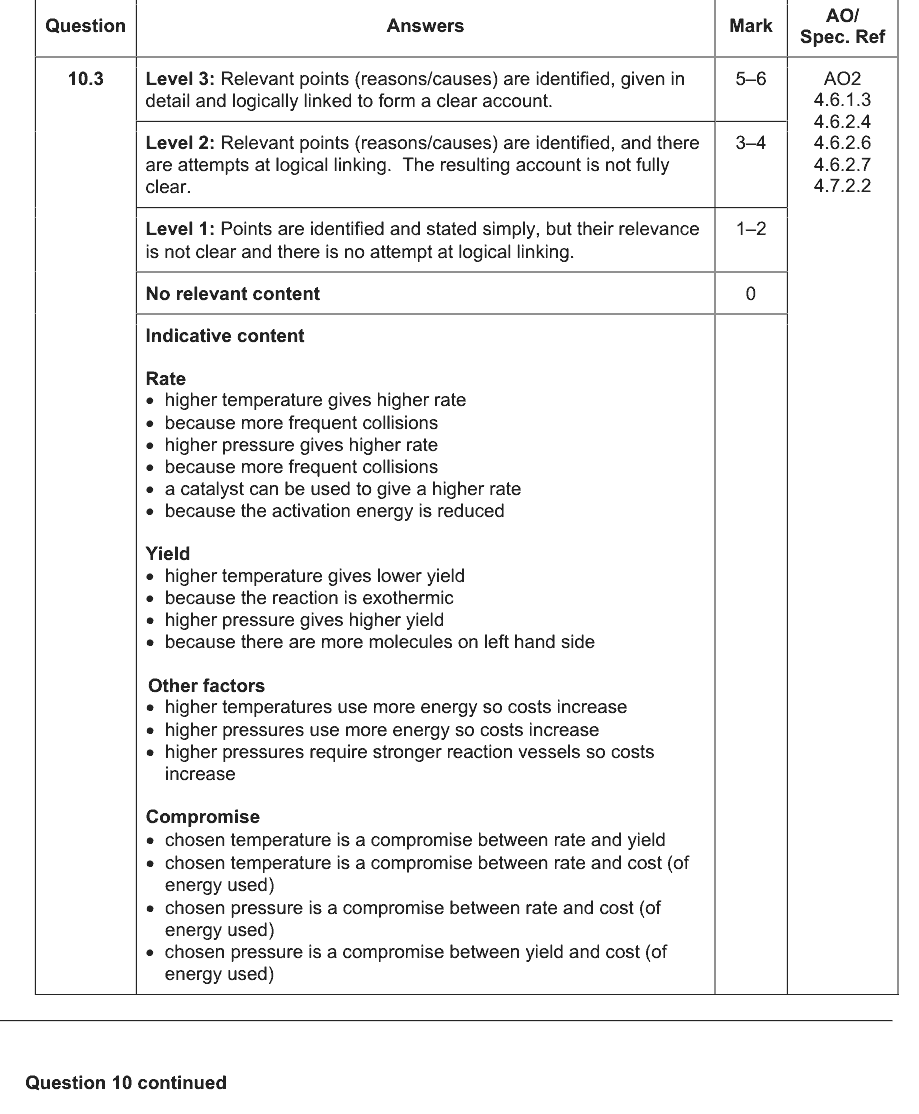 Question Answers Mark AO/
Spec. Ref
10.3 Level 3: Relevant points (reasons/causes) are identified, given in 5–6 AO2
detail and logically linked to form a clear account. 4.6.1.3
4.6.2.4
Level 2: Relevant points (reasons/causes) are identified, and there 3–4 4.6.2.6
are attempts at logical linking. The resulting account is not fully 4.6.2.7
clear. 4.7.2.2
Level 1: Points are identified and stated simply, but their relevance 1–2
is not clear and there is no attempt at logical linking.
No relevant content 0
Indicative content
Rate
• higher temperature gives higher rate
• because more frequent collisions
• higher pressure gives higher rate
• because more frequent collisions
• a catalyst can be used to give a higher rate
• because the activation energy is reduced
Yield
• higher temperature gives lower yield
• because the reaction is exothermic
• higher pressure gives higher yield
• because there are more molecules on left hand side
Other factors
• higher temperatures use more energy so costs increase
• higher pressures use more energy so costs increase
• higher pressures require stronger reaction vessels so costs
increase
Compromise
• chosen temperature is a compromise between rate and yield
• chosen temperature is a compromise between rate and cost (of
energy used)
• chosen pressure is a compromise between rate and cost (of
energy used)
• chosen pressure is a compromise between yield and cost (of
energy used)
Question 10 continued